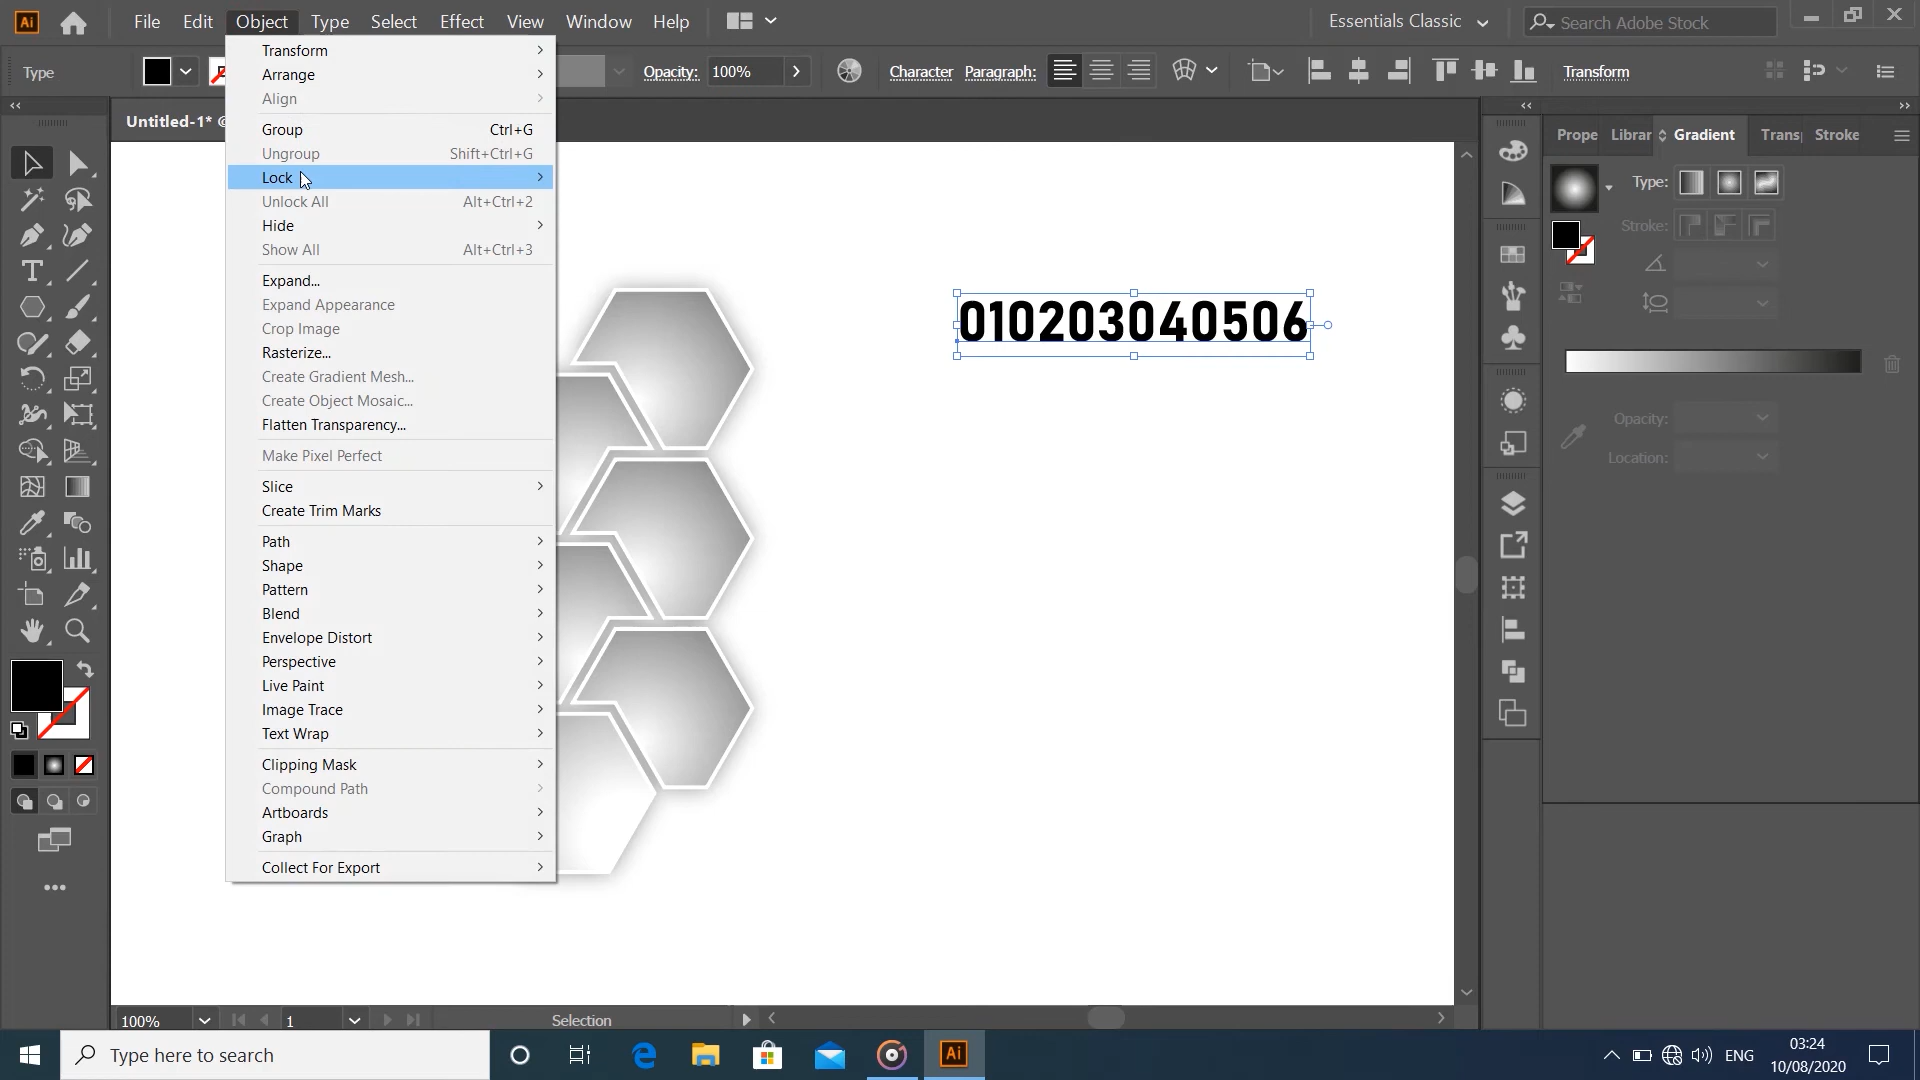 Ai File Edit Object Type Select Effect View Window Help Essentials Classic Search Adobe Stock
Type Opacity: 100% Character Paragraph: Transform
Untitled-1* @
Prope Librar Gradient Trans Stroke
Transform
Arrange
Align
Group Ctrl+G
Ungroup Shift+Ctrl+G
Lock
Unlock All Alt+Ctrl+2
Hide
Show All Alt+Ctrl+3
Expand...
Expand Appearance
Crop Image
Rasterize...
Create Gradient Mesh...
Create Object Mosaic...
Flatten Transparency...
Make Pixel Perfect
Slice
Create Trim Marks
Path
Shape
Pattern
Blend
Envelope Distort
Perspective
Live Paint
Image Trace
Text Wrap
Clipping Mask
Compound Path
Artboards
Graph
Collect For Export
010203040506
Type:
Stroke:
Opacity:
Location:
100% 1 Selection
Type here to search
Ai
ENG
03:24
10/08/2020